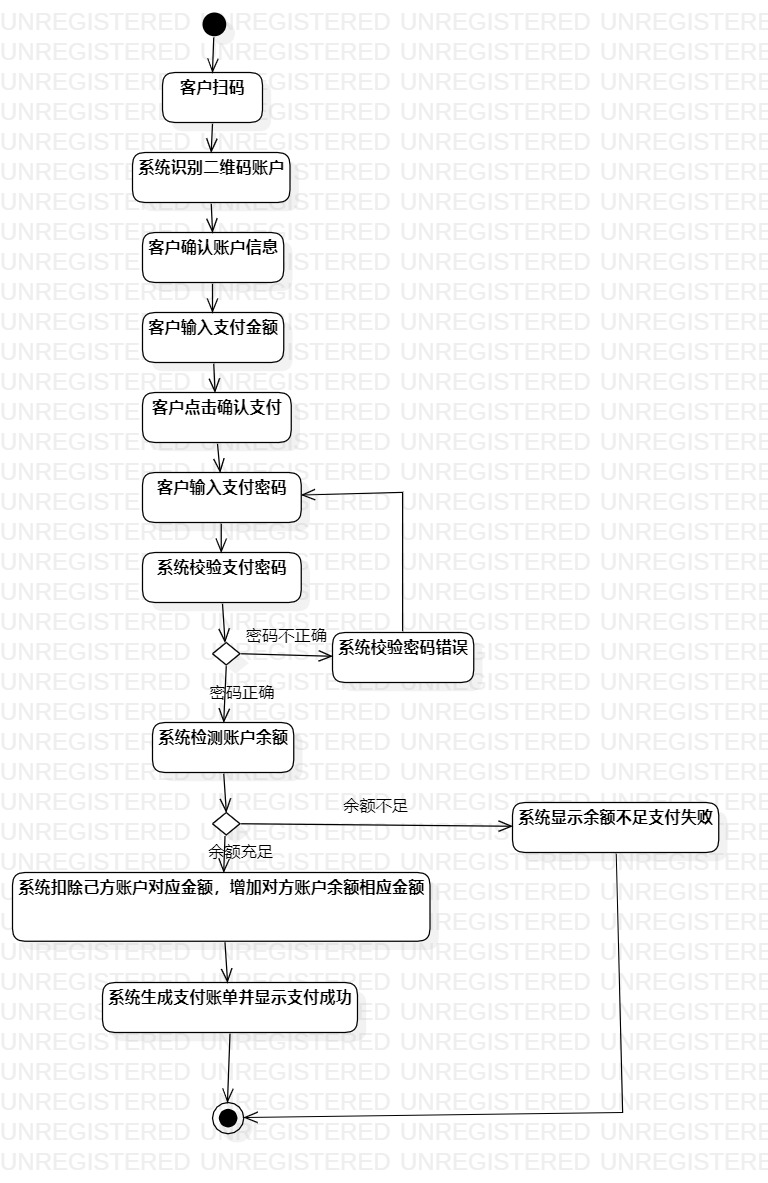 客户扫码
系统识别二维码账户
客户确认账户信息
客户输入支付金额
客户点击确认支付
客户输入支付密码
系统校验支付密码
密码不正确
系统校验密码错误
密码正确
系统检测账户余额
余额不足
系统显示余额不足支付失败
余额充足
系统扣除己方账户对应金额，增加对方账户余额相应金额
系统生成支付账单并显示支付成功
UNREGISTERED